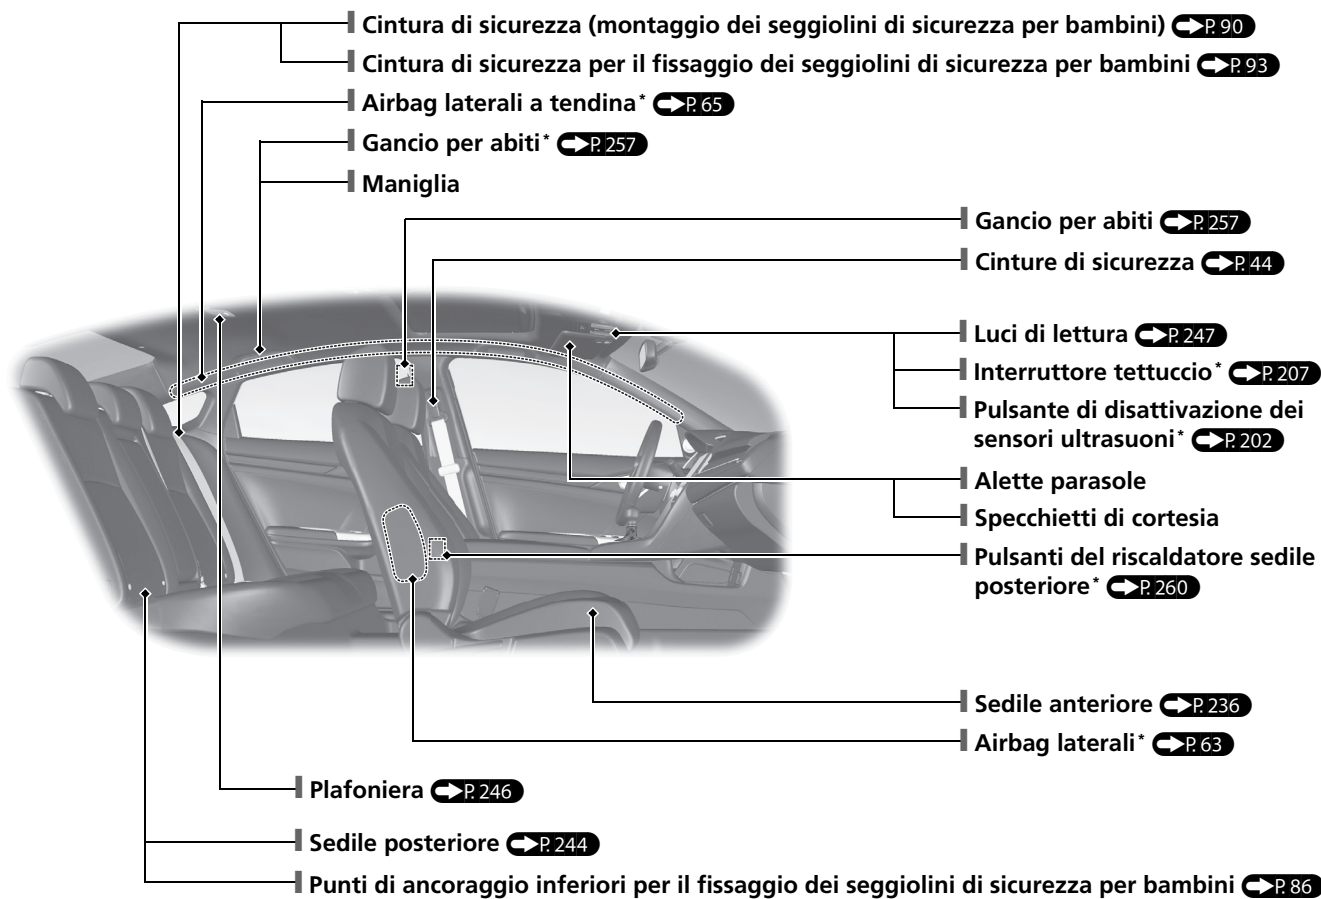 Cintura di sicurezza (montaggio dei seggiolini di sicurezza per bambini) P. 90
Cintura di sicurezza per il fissaggio dei seggiolini di sicurezza per bambini P. 93
Airbag laterali a tendina* P. 65
Gancio per abiti* P. 257
Maniglia
Gancio per abiti P. 257
Cinture di sicurezza P. 44
Luci di lettura P. 247
Interruttore tettuccio* P. 207
Pulsante di disattivazione dei
sensori ultrasuoni* P. 202
Alette parasole
Specchietti di cortesia
Pulsanti del riscaldatore sedile
posteriore* P. 260
Sedile anteriore P. 236
Airbag laterali* P. 63
Plafoniera P. 246
Sedile posteriore P. 244
Punti di ancoraggio inferiori per il fissaggio dei seggiolini di sicurezza per bambini P. 86